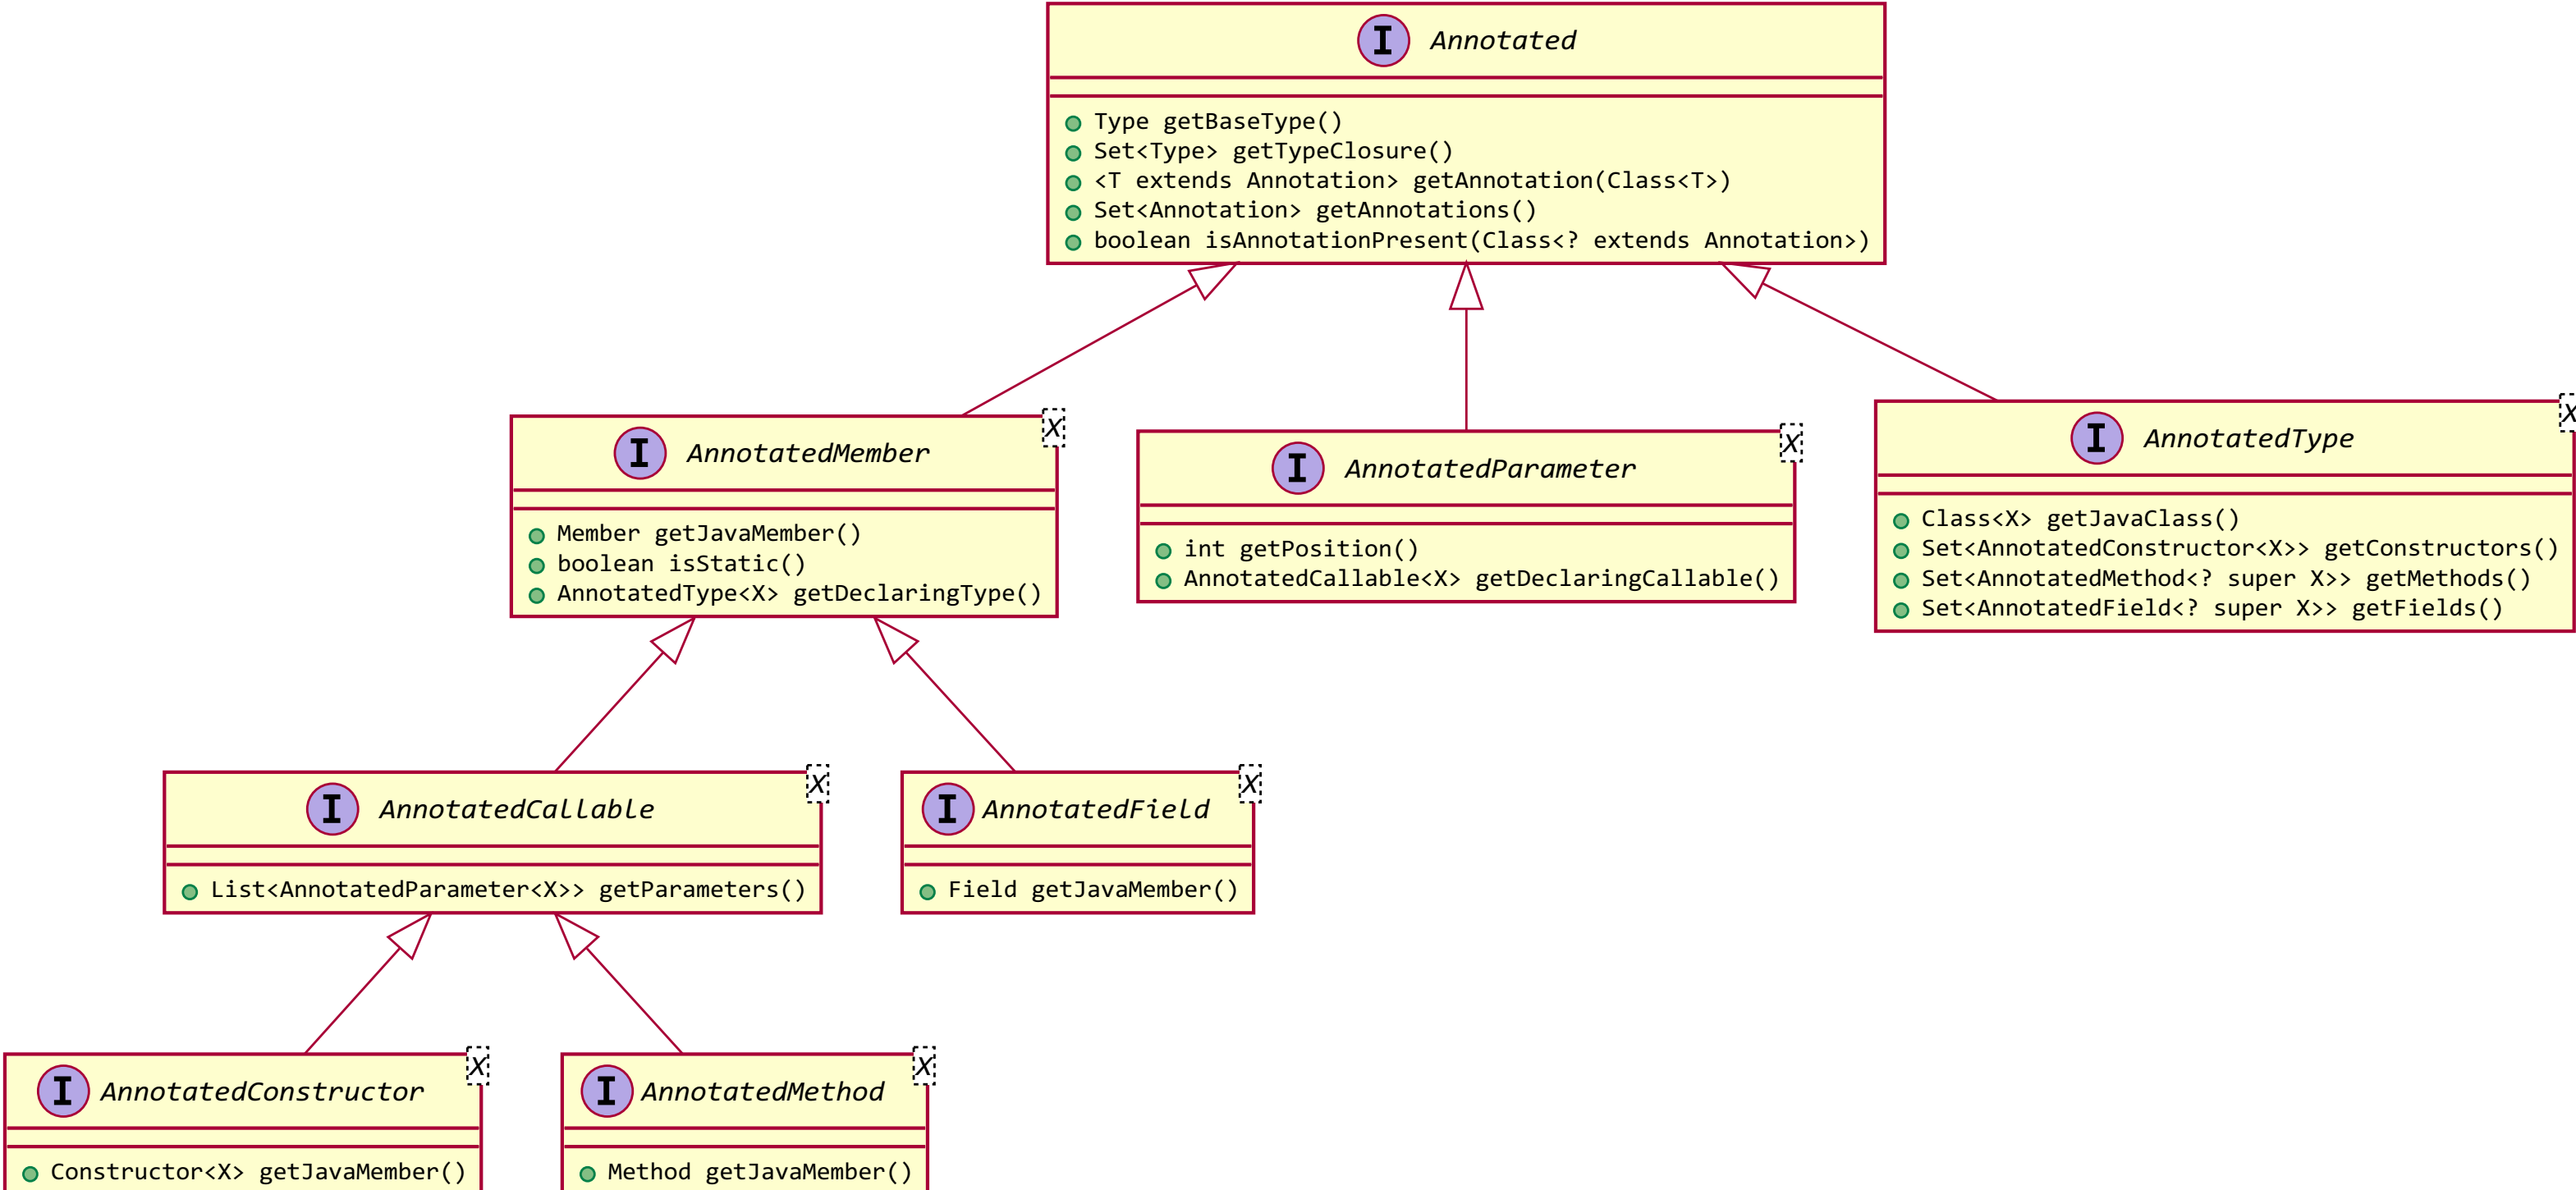 I Annotated
Type getBaseType()
Set<Type> getTypeClosure()
<T extends Annotation> getAnnotation(Class<T>)
Set<Annotation> getAnnotations()
boolean isAnnotationPresent(Class<? extends Annotation>)
I AnnotatedMember X
Member getJavaMember()
boolean isStatic()
AnnotatedType<X> getDeclaringType()
I AnnotatedParameter X
int getPosition()
AnnotatedCallable<X> getDeclaringCallable()
I AnnotatedType X
Class<X> getJavaClass()
Set<AnnotatedConstructor<X>> getConstructors()
Set<AnnotatedMethod<? super X>> getMethods()
Set<AnnotatedField<? super X>> getFields()
I AnnotatedCallable X
List<AnnotatedParameter<X>> getParameters()
I AnnotatedField X
Field getJavaMember()
I AnnotatedConstructor X
Constructor<X> getJavaMember()
I AnnotatedMethod X
Method getJavaMember()